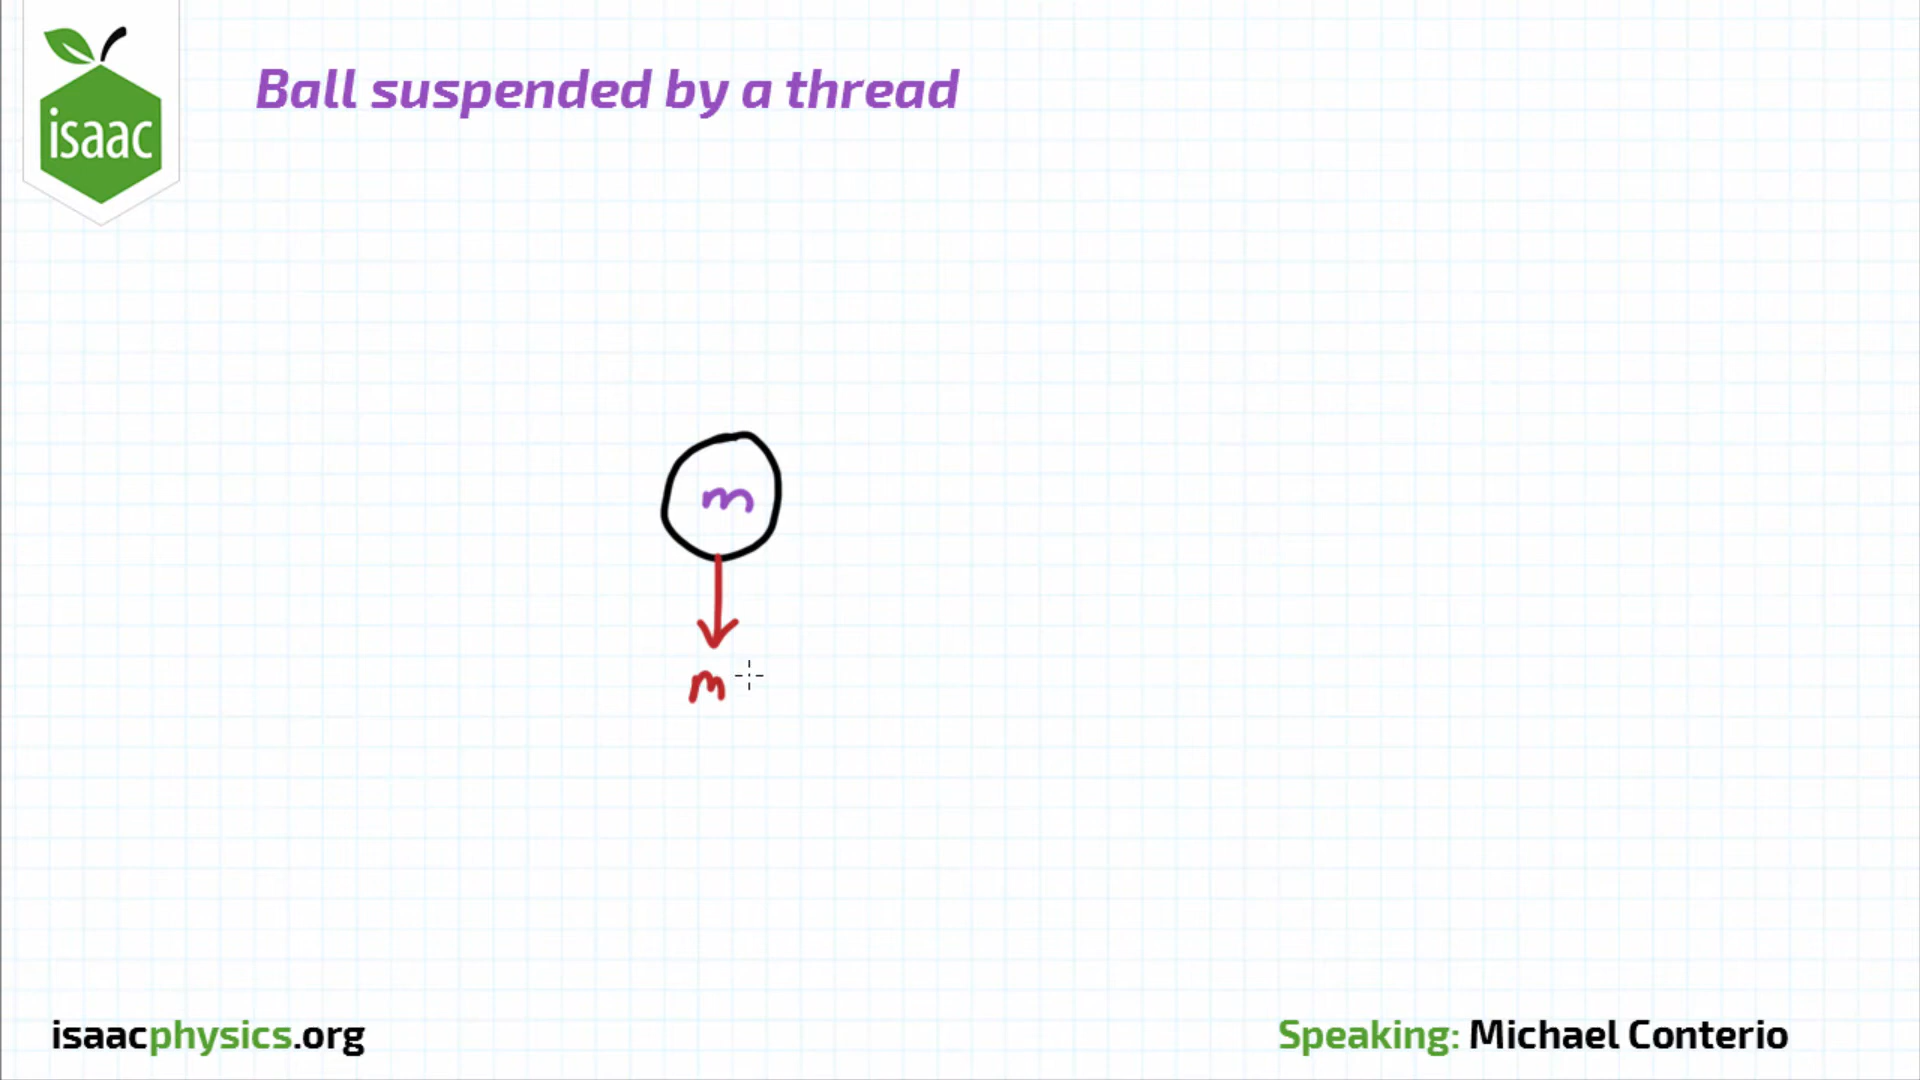 isaac
Ball suspended by a thread
m
m
isaacphysics.org
Speaking: Michael Conterio